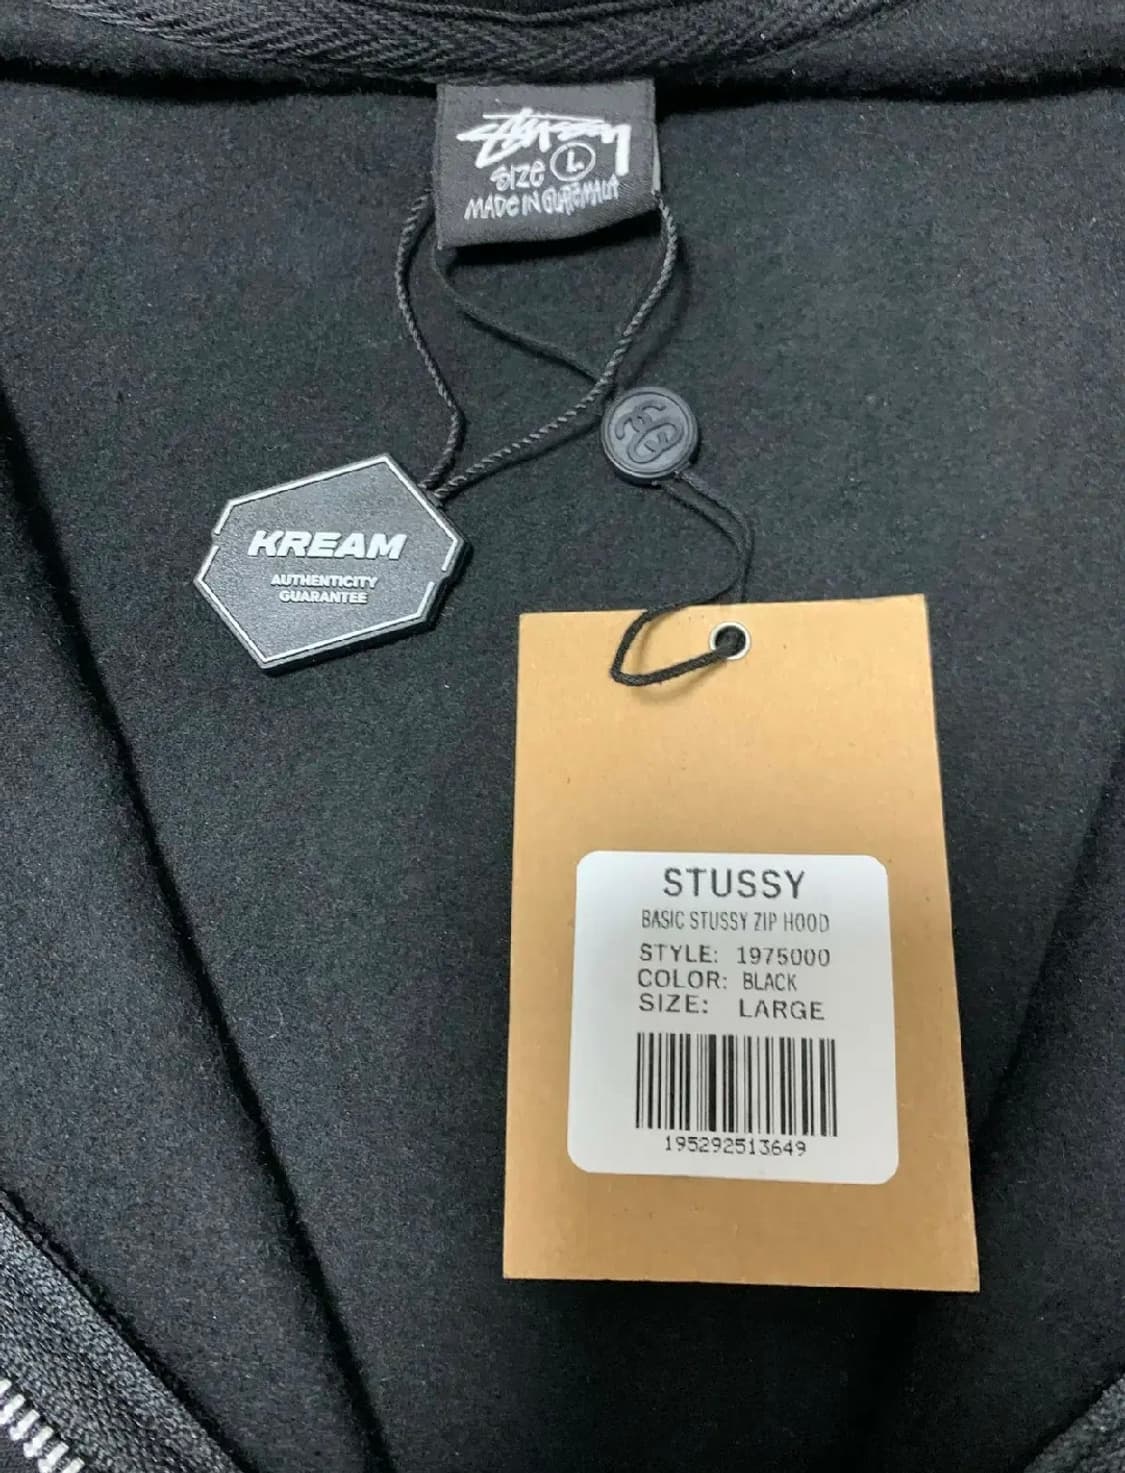 Stussy
SIZE L
MADE IN GUATEMALA
KREAM
AUTHENTICITY
GUARANTEE
STUSSY
BASIC STUSSY ZIP HOOD
STYLE: 1975000
COLOR: BLACK
SIZE: LARGE
195292513649